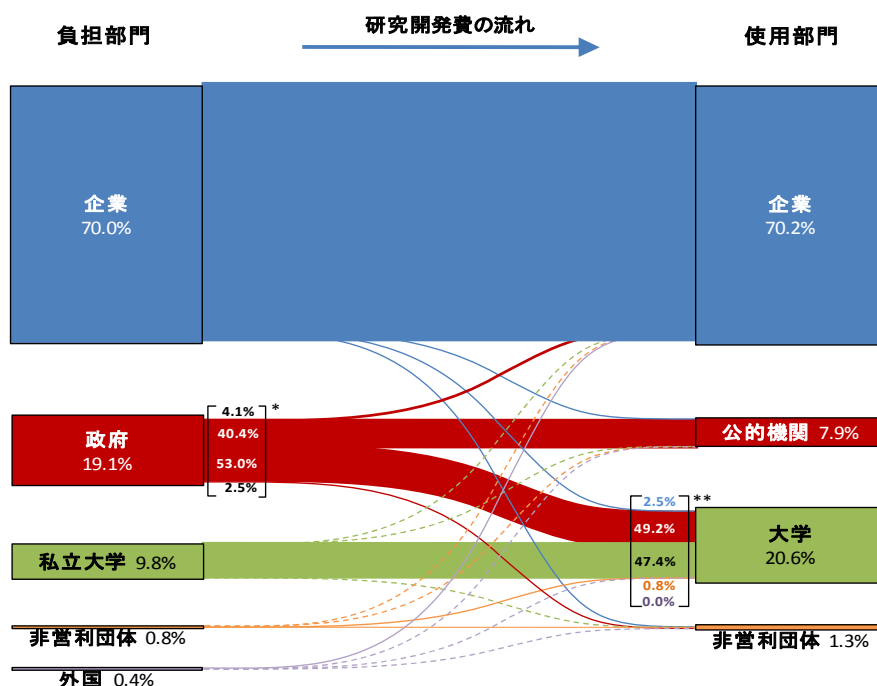 負担部門
研究開発費の流れ
使用部門
企業
70.0%
企業
70.2%
政府
19.1%
4.1% *
40.4%
53.0%
2.5%
公的機関 7.9%
2.5% **
49.2%
47.4%
0.8%
0.0%
大学
20.6%
私立大学 9.8%
非営利団体 0.8%
非営利団体 1.3%
外国 0.4%